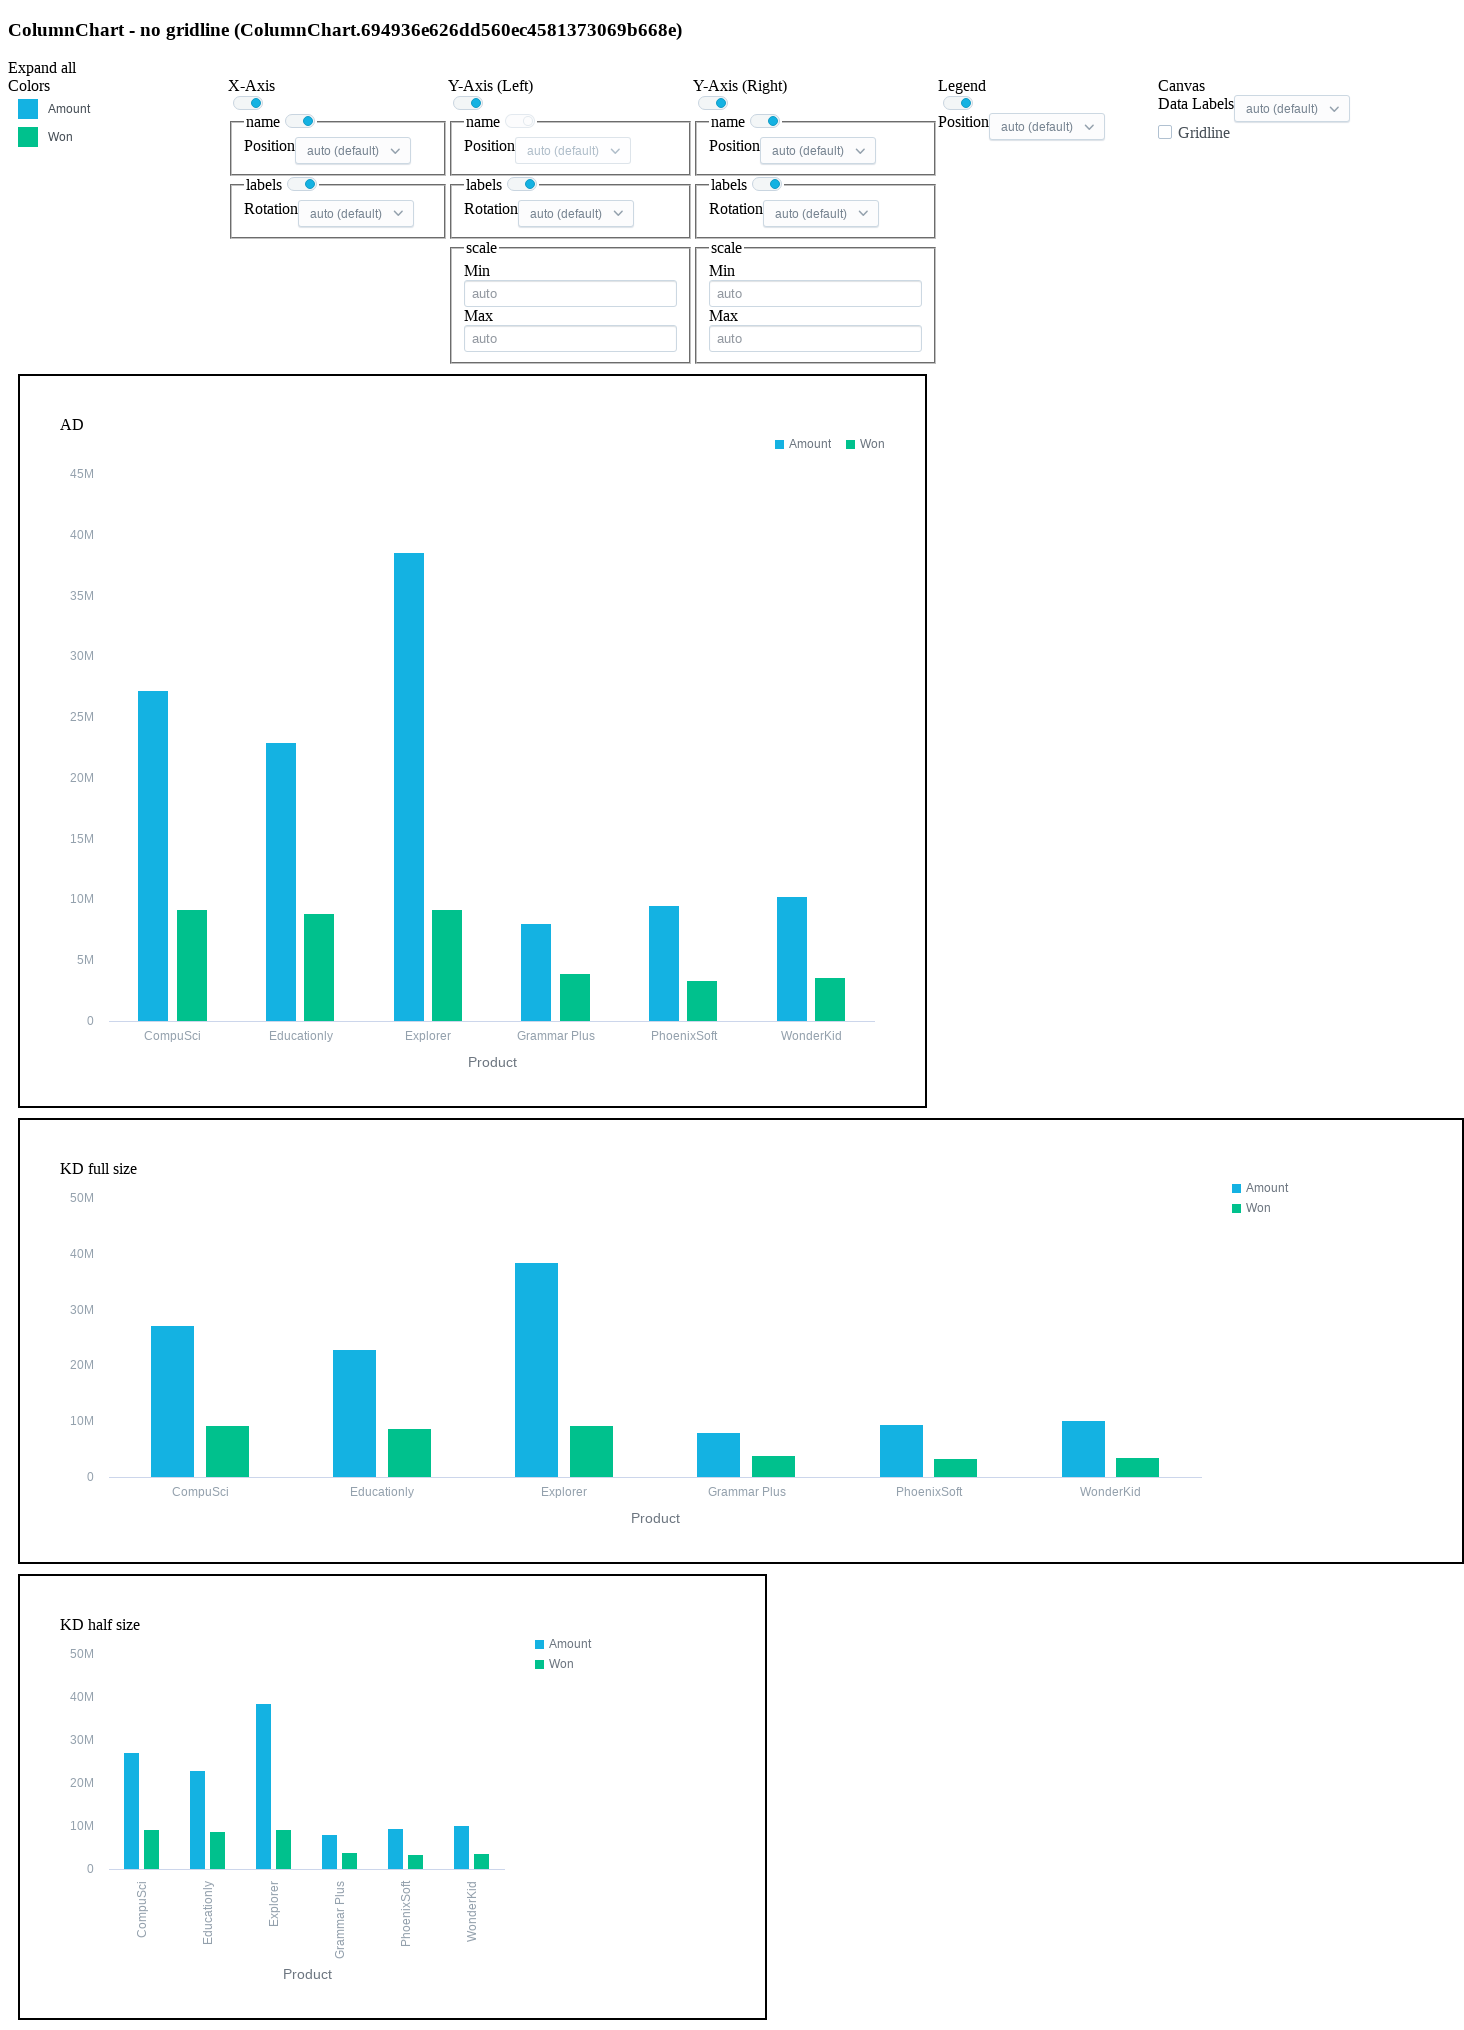 ColumnChart - no gridline (ColumnChart.694936e626dd560ec4581373069b668e)
Expand all
Colors
Amount
Won
X-Axis
name
Position auto (default)
labels
Rotation auto (default)
Y-Axis (Left)
name
Position auto (default)
labels
Rotation auto (default)
scale
Min
auto
Max
auto
Y-Axis (Right)
name
Position auto (default)
labels
Rotation auto (default)
scale
Min
auto
Max
auto
Legend
Position auto (default)
Canvas
Data Labels auto (default)
Gridline
AD
Amount Won
45M
40M
35M
30M
25M
20M
15M
10M
5M
0
CompuSci Educationly Explorer Grammar Plus PhoenixSoft WonderKid
Product
KD full size
Amount
Won
50M
40M
30M
20M
10M
0
CompuSci Educationly Explorer Grammar Plus PhoenixSoft WonderKid
Product
KD half size
Amount
Won
50M
40M
30M
20M
10M
0
CompuSci
Educationly
Explorer
Grammar Plus
PhoenixSoft
WonderKid
Product